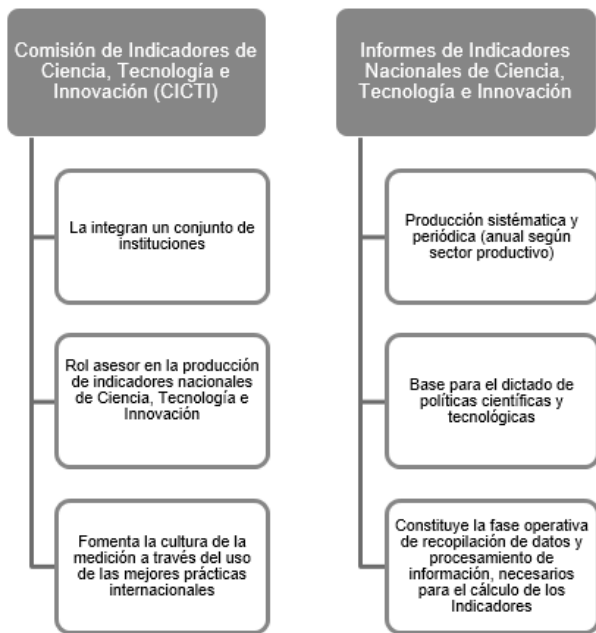 Comisión de Indicadores de
Ciencia, Tecnología e
Innovación (CICTI)
La integran un conjunto de
instituciones
Rol asesor en la producción
de indicadores nacionales
de Ciencia, Tecnología e
Innovación
Fomenta la cultura de la
medición a través del uso
de las mejores prácticas
internacionales
Informes de Indicadores
Nacionales de Ciencia,
Tecnología e Innovación
Producción sistématica y
periódica (anual según
sector productivo)
Base para el dictado de
políticas científicas y
tecnológicas
Constituye la fase operativa
de recopilación de datos y
procesamiento de
información, necesarios
para el cálculo de los
Indicadores